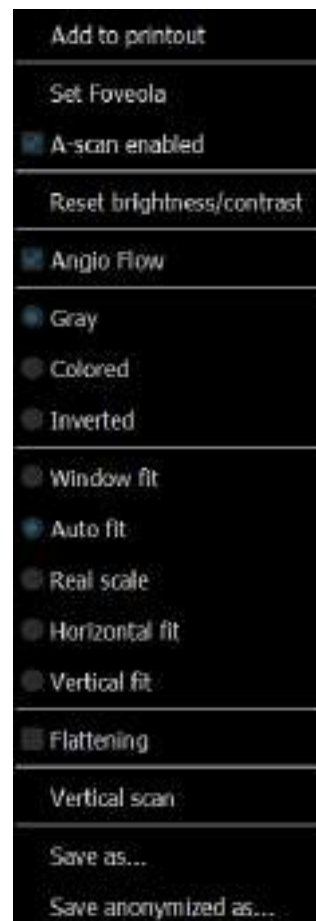 Add to printout
Set Foveola
A-scan enabled
Reset brightness/contrast
Angio Flow
Gray
Colored
Inverted
Window fit
Auto fit
Real scale
Horizontal fit
Vertical fit
Flattening
Vertical scan
Save as...
Save anonymized as...